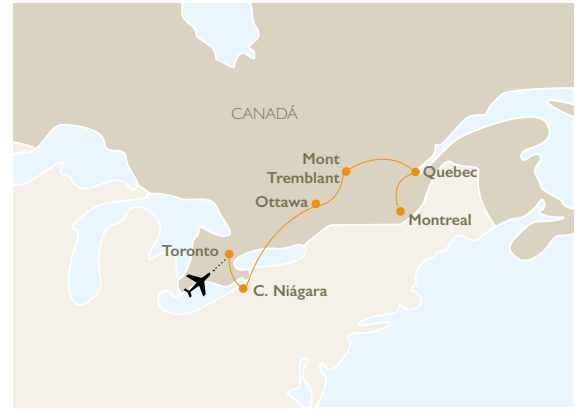 CANADÁ
Mont
Tremblant
Quebec
Ottawa
Montreal
Toronto
C. Niágara